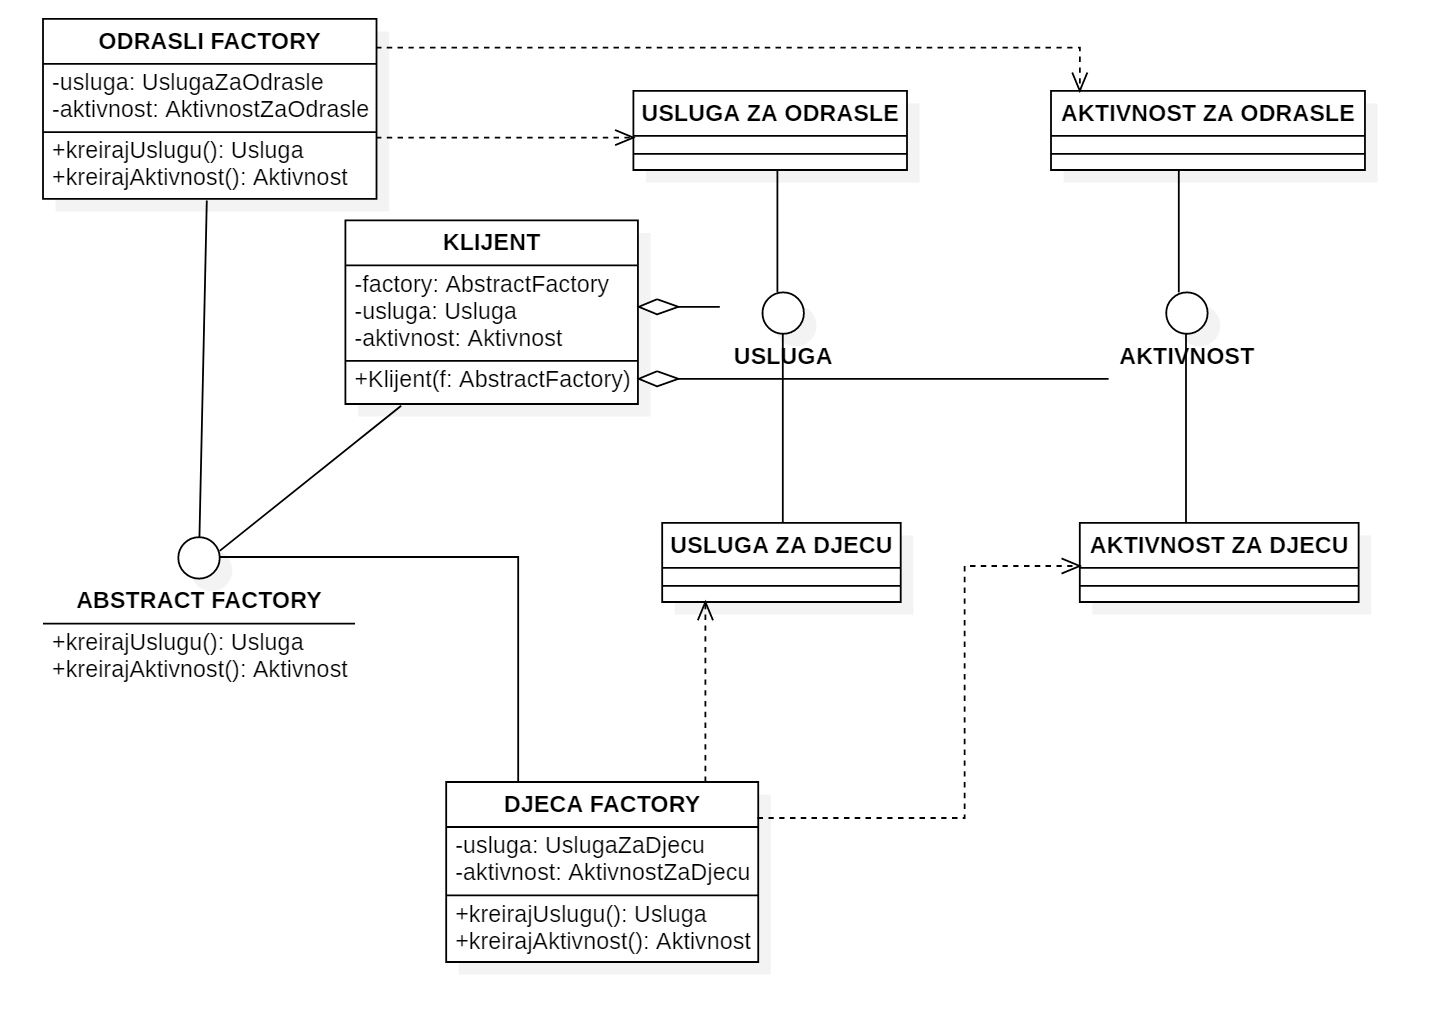 ODRASLI FACTORY
-usluga: UslugaZaOdrasle
-aktivnost: AktivnostZaOdrasle
+kreirajUslugu(): Usluga
+kreirajAktivnost(): Aktivnost
USLUGA ZA ODRASLE
AKTIVNOST ZA ODRASLE
KLIJENT
-factory: AbstractFactory
-usluga: Usluga
-aktivnost: Aktivnost
+Klijent(f: AbstractFactory)
USLUGA
AKTIVNOST
ABSTRACT FACTORY
+kreirajUslugu(): Usluga
+kreirajAktivnost(): Aktivnost
USLUGA ZA DJECU
AKTIVNOST ZA DJECU
DJECA FACTORY
-usluga: UslugaZaDjecu
-aktivnost: AktivnostZaDjecu
+kreirajUslugu(): Usluga
+kreirajAktivnost(): Aktivnost